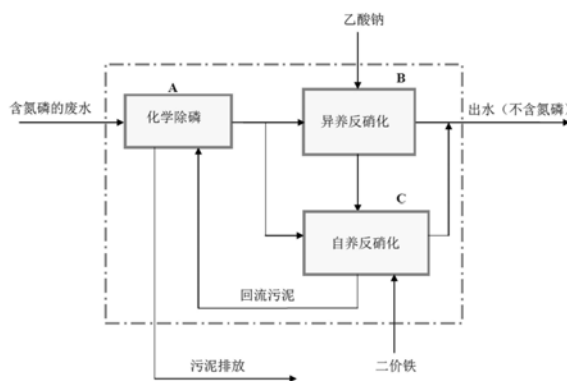 乙酸钠
A
B
含氮磷的废水
化学除磷
异养反硝化
出水（不含氮磷）
C
自养反硝化
回流污泥
污泥排放
二价铁